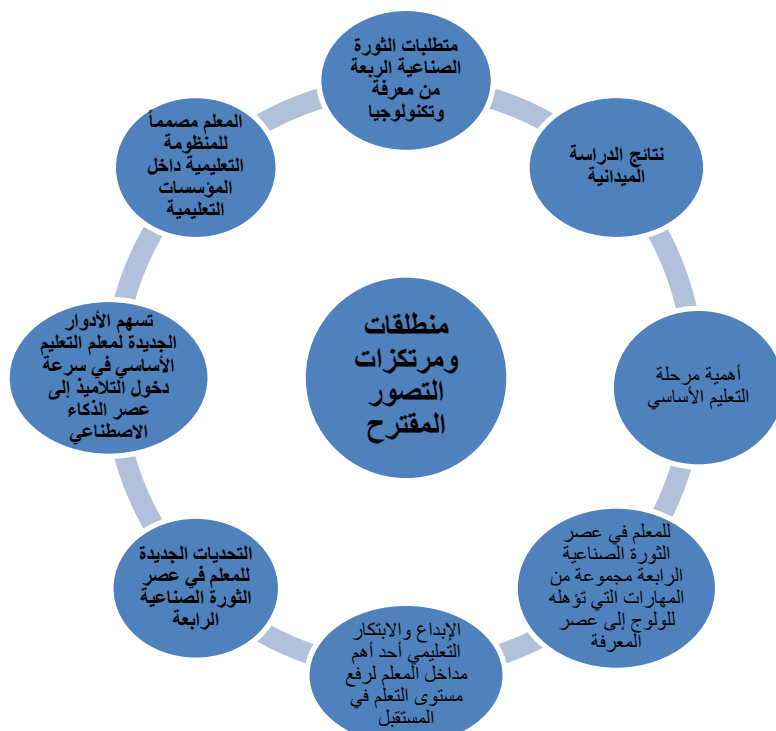 متطلبات الثورة
الصناعية الربعة
من معرفة
وتكنولوجيا
نتائج الدراسة
الميدانية
أهمية مرحلة
التعليم الأساسي
للمعلم في عصر
الثورة الصناعية
الرابعة مجموعة من
المهارات التي تؤهله
للولوج إلى عصر
المعرفة
الإبداع والابتكار
التعليمي أحد أهم
مداخل المعلم لرفع
مستوى التعلم في
المستقبل
التحديات الجديدة
للمعلم في عصر
الثورة الصناعية
الرابعة
تسهم الأدوار
الجديدة لمعلم التعليم
الأساسي في سرعة
دخول التلاميذ إلى
عصر الذكاء
الاصطناعي
المعلم مصمماً
للمنظومة
التعليمية داخل
المؤسسات
التعليمية
منطلقات
ومرتكزات
التصور
المقترح